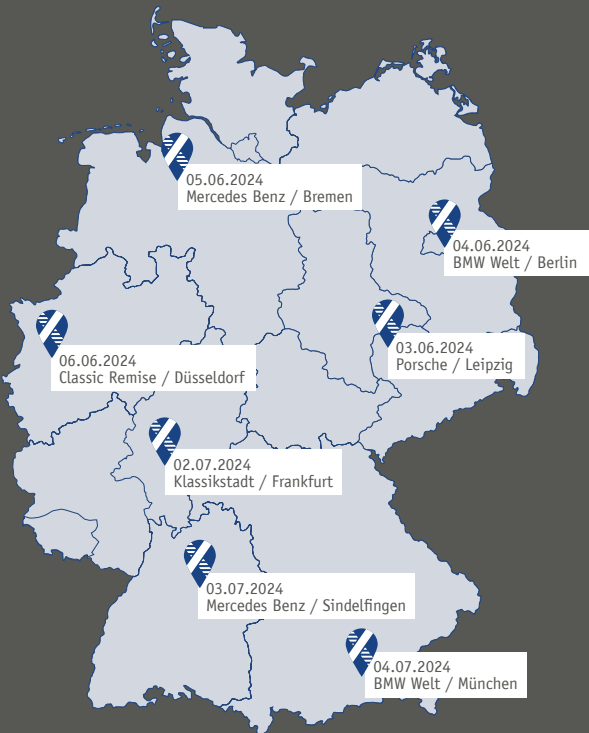 05.06.2024
Mercedes Benz / Bremen
04.06.2024
BMW Welt / Berlin
03.06.2024
Porsche / Leipzig
06.06.2024
Classic Remise / Düsseldorf
02.07.2024
Klassikstadt / Frankfurt
03.07.2024
Mercedes Benz / Sindelfingen
04.07.2024
BMW Welt / München